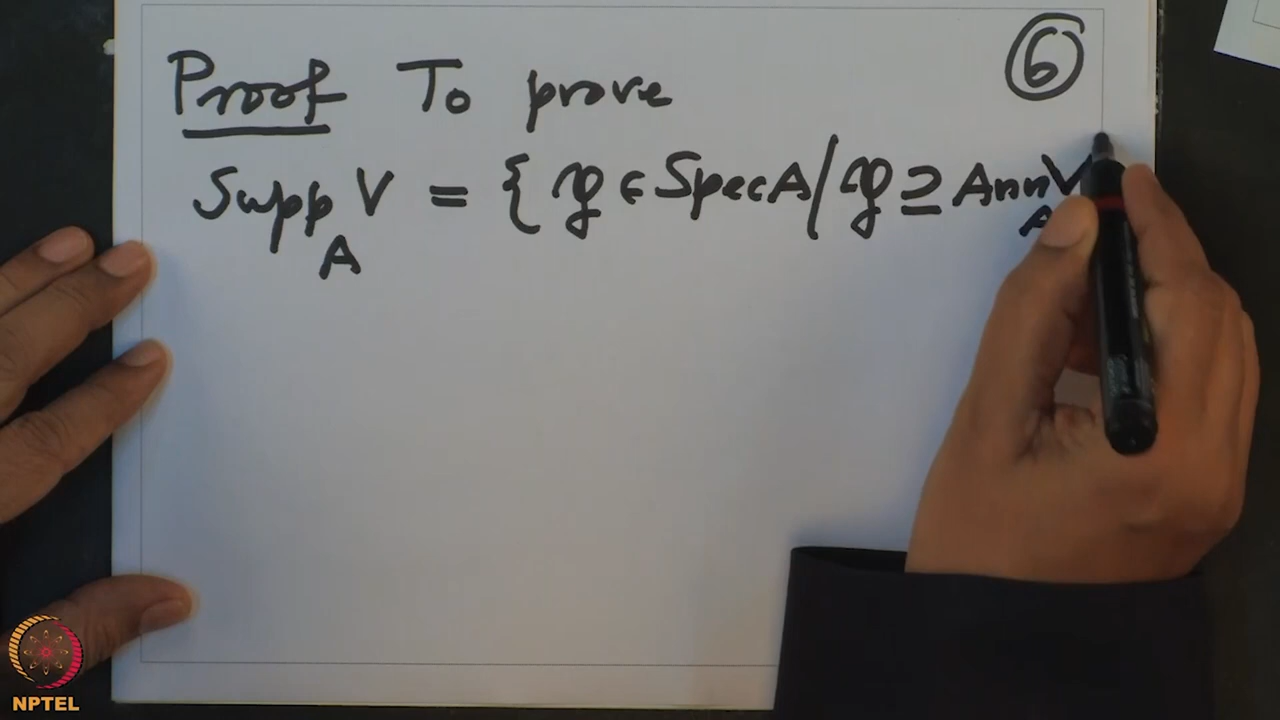 Proof To prove
⑥
Supp_A V = { 𝔭 ∈ Spec A / 𝔭 ⊇ Ann_A V
NPTEL